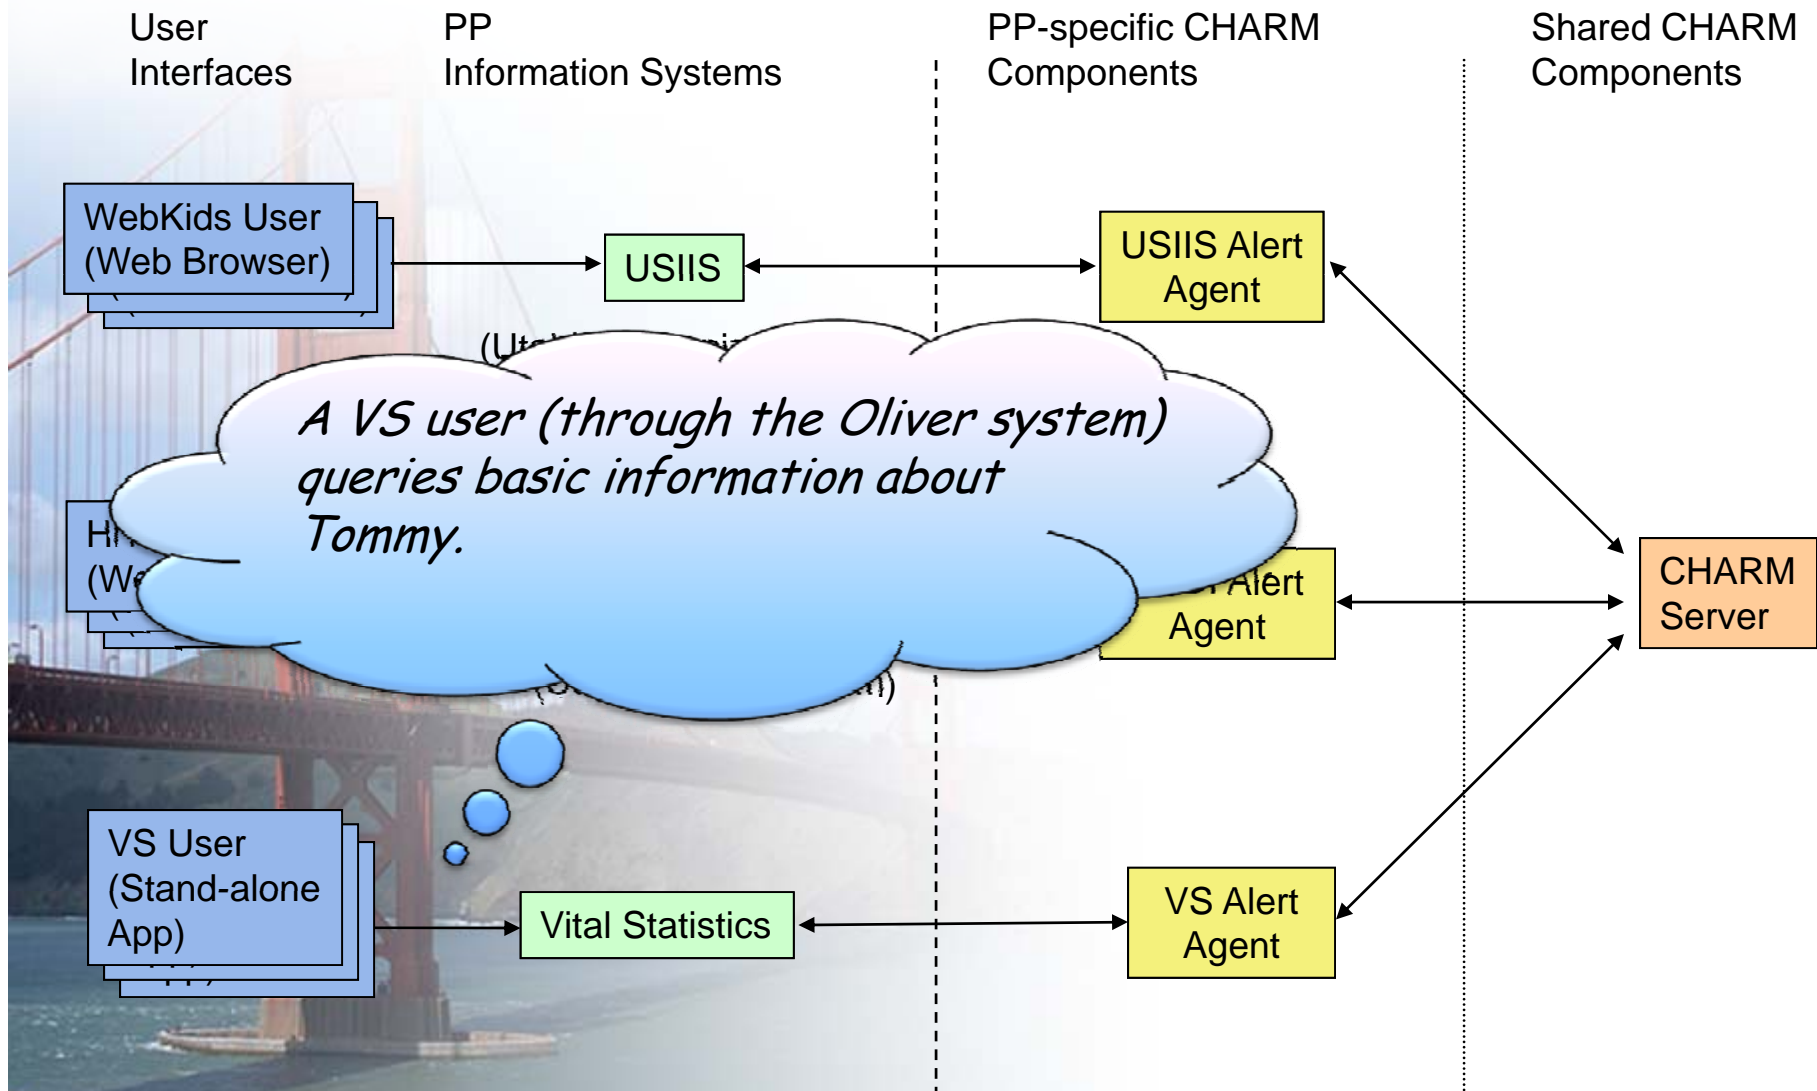 User
Interfaces
PP
Information Systems
PP-specific CHARM
Components
Shared CHARM
Components
WebKids User
(Web Browser)
USIIS
USIIS Alert
Agent
A VS user (through the Oliver system)
queries basic information about
Tommy.
Alert
Agent
CHARM
Server
VS User
(Stand-alone
App)
Vital Statistics
VS Alert
Agent